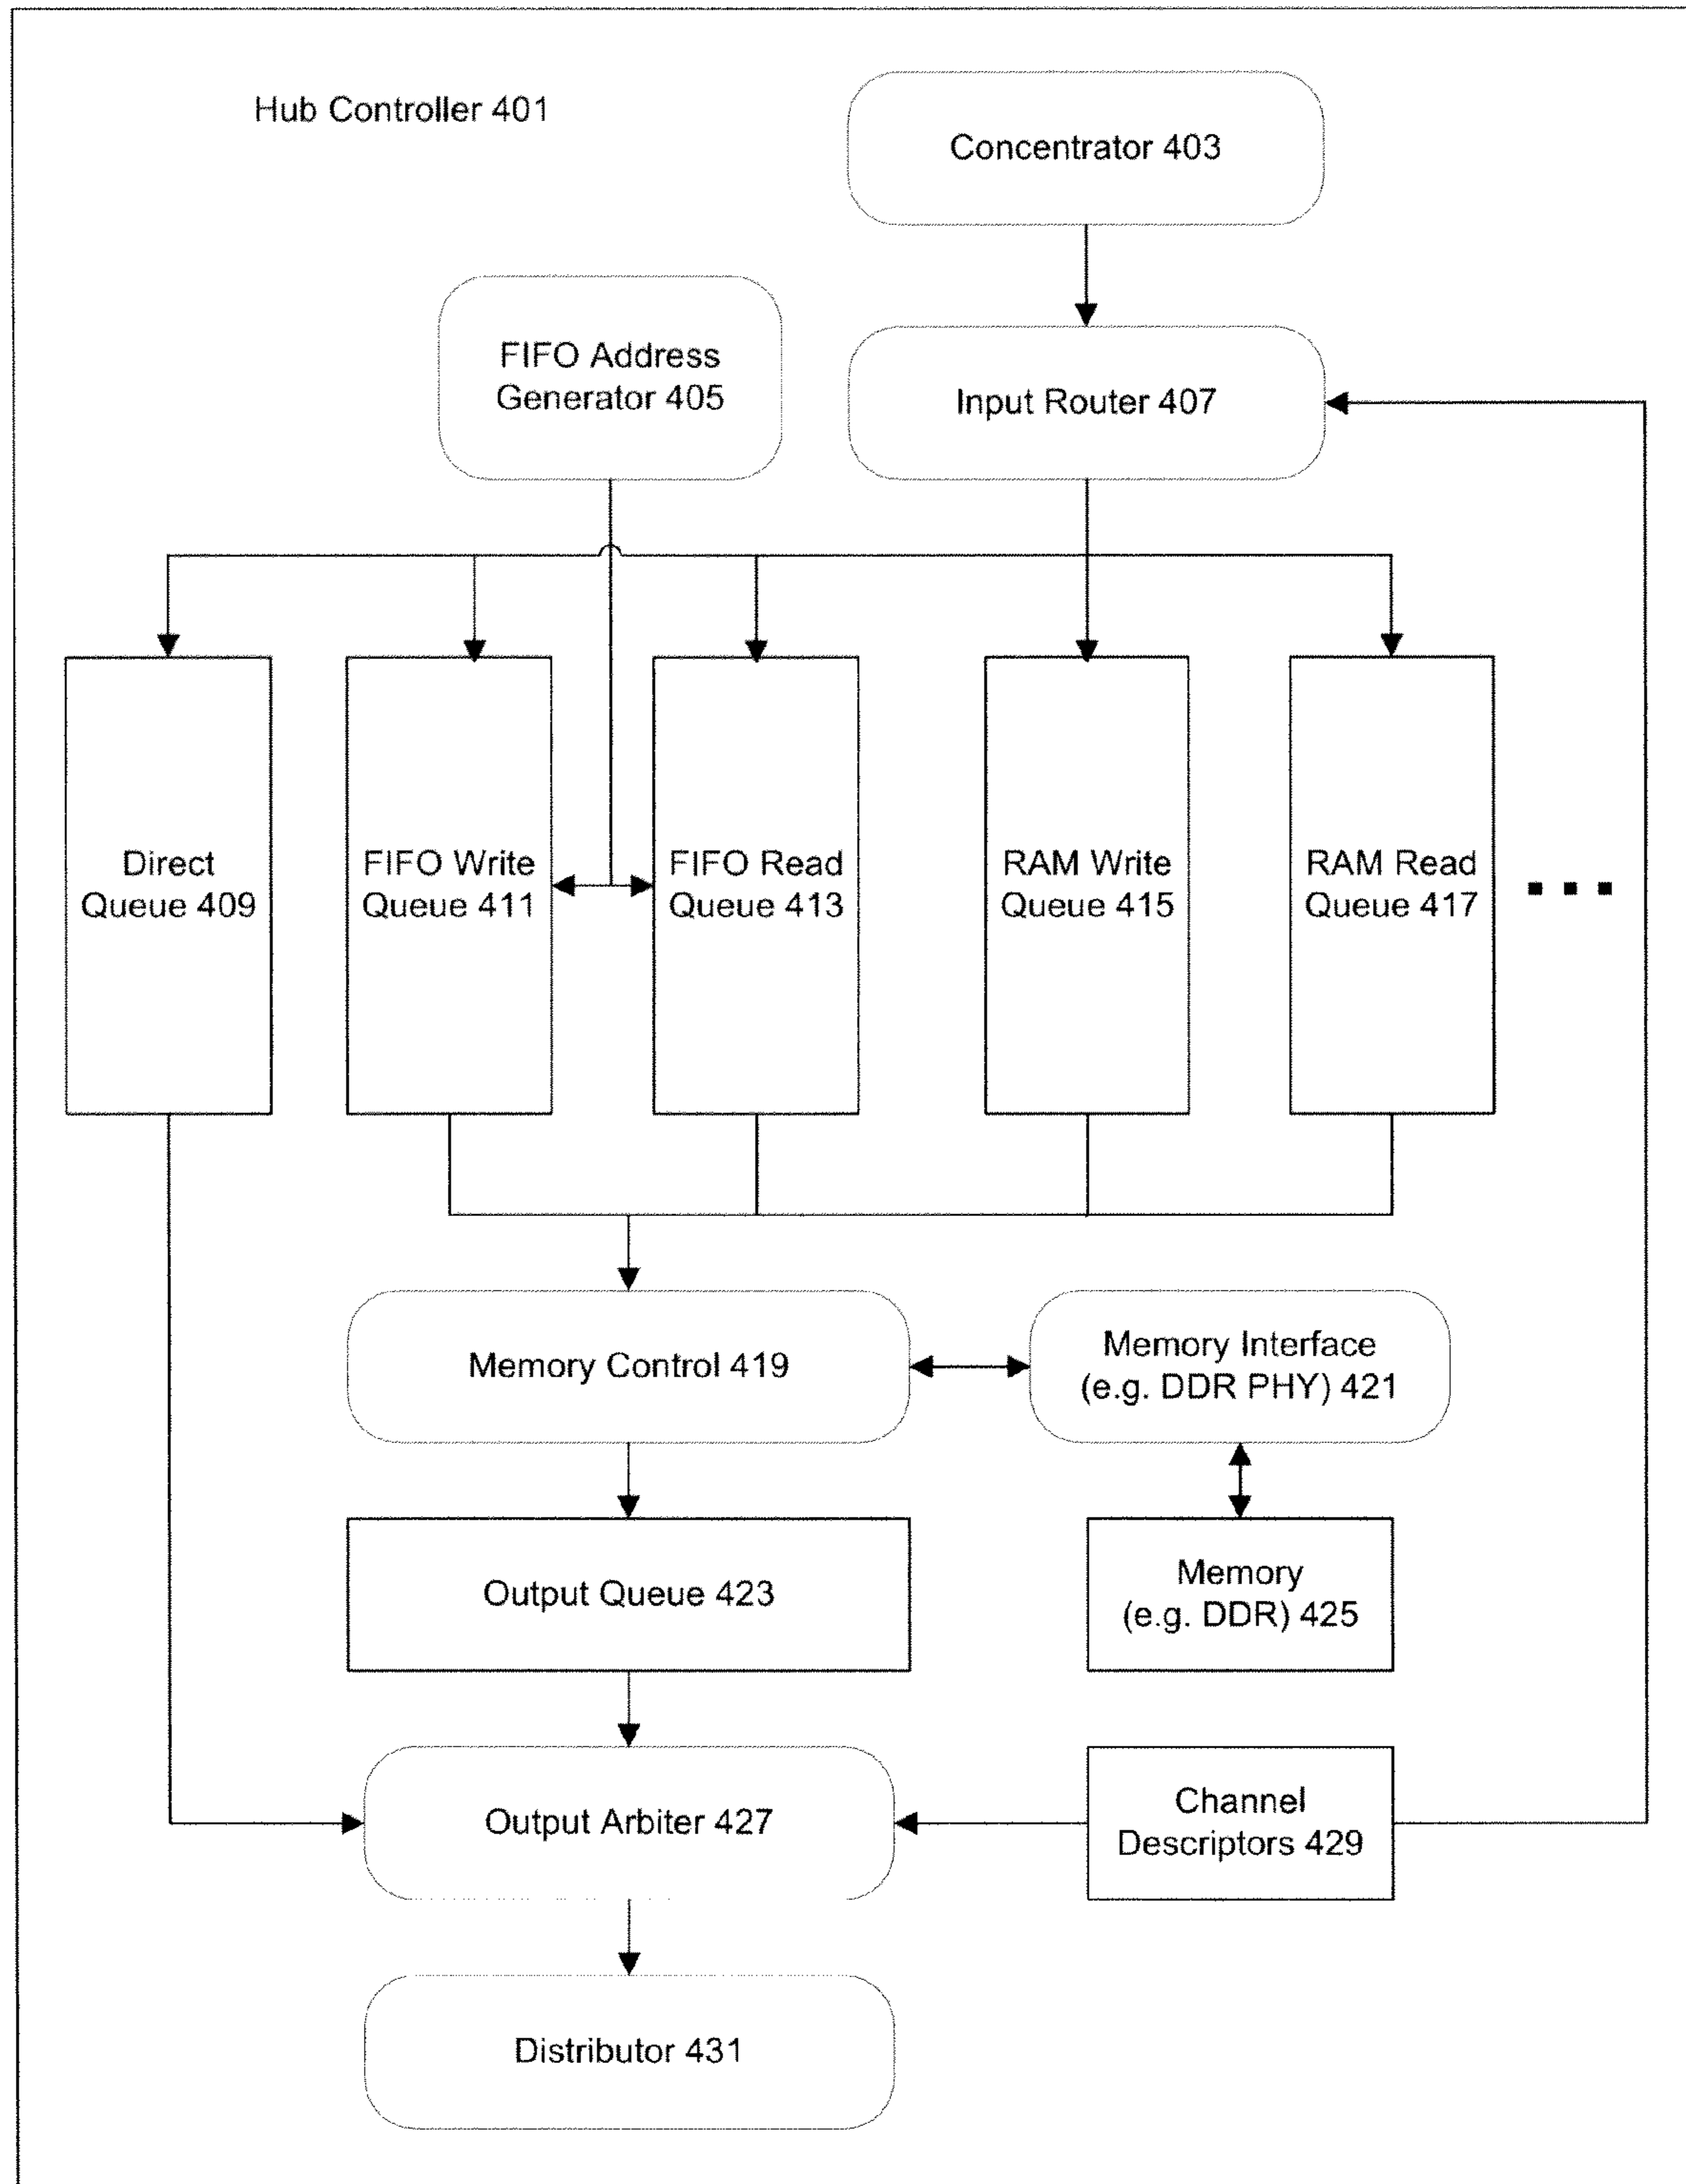 Hub Controller 401
Concentrator 403
FIFO Address
Generator 405
Input Router 407
Direct
Queue 409
FIFO Write
Queue 411
FIFO Read
Queue 413
RAM Write
Queue 415
RAM Read
Queue 417
Memory Control 419
Memory Interface
(e.g. DDR PHY) 421
Output Queue 423
Memory
(e.g. DDR) 425
Output Arbiter 427
Channel
Descriptors 429
Distributor 431